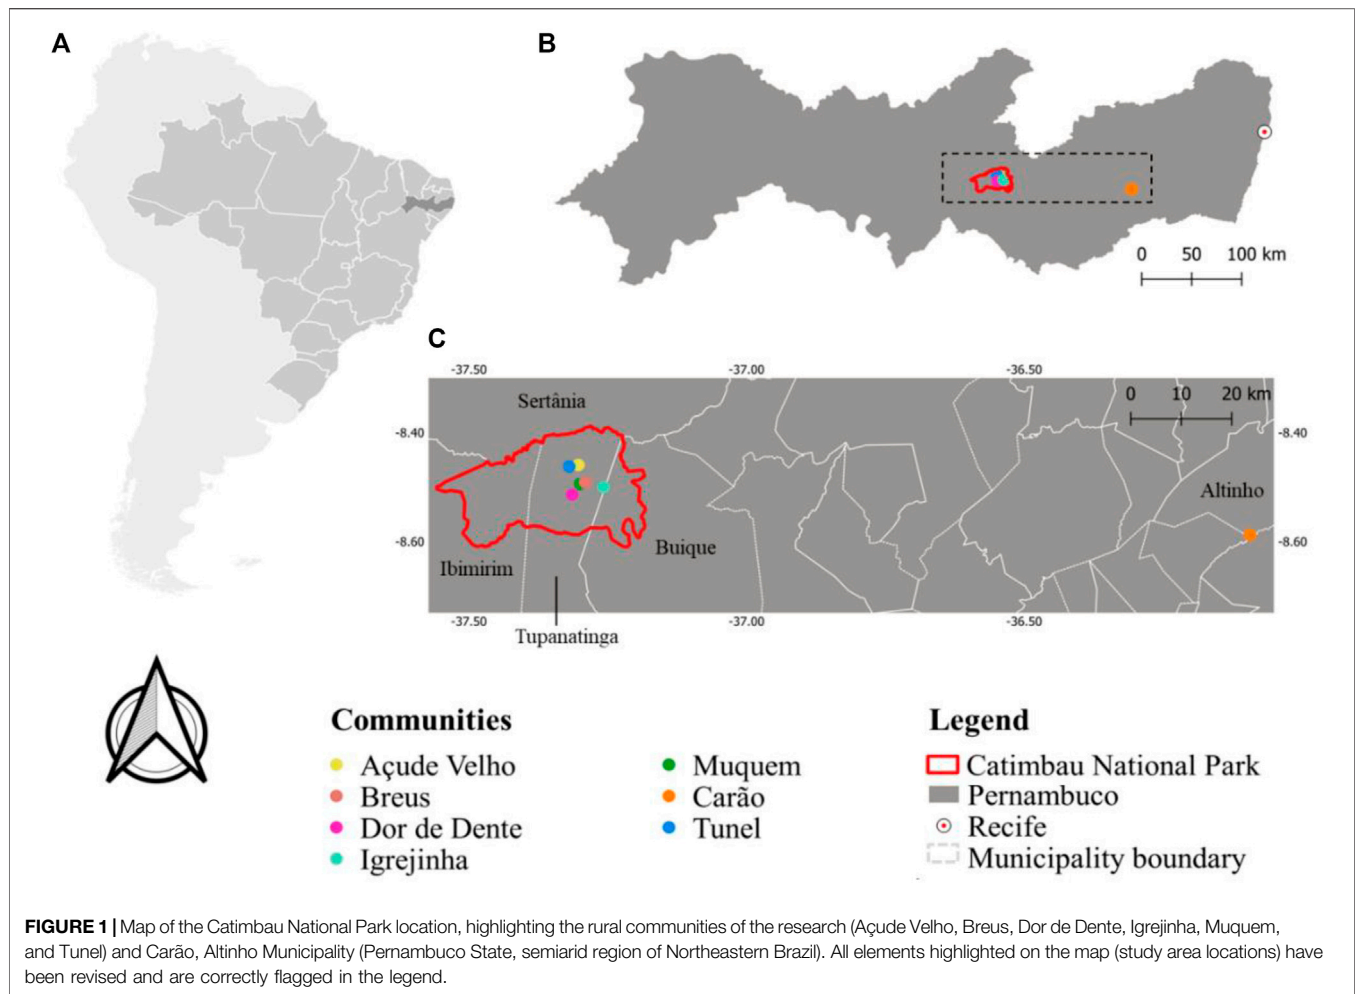 A
B
0 50 100 km
C
-37.50 -37.00 -36.50
Sertânia
0 10 20 km
-8.40 -8.40
Altinho
-8.60 -8.60
Buique
Ibimirim
-37.50 -37.00 -36.50
Tupanatinga
Communities
Açude Velho
Breus
Dor de Dente
Igrejinha
Muquem
Carão
Tunel
Legend
Catimbau National Park
Pernambuco
Recife
Municipality boundary
FIGURE 1 | Map of the Catimbau National Park location, highlighting the rural communities of the research (Açude Velho, Breus, Dor de Dente, Igrejinha, Muquem,
and Tunel) and Carão, Altinho Municipality (Pernambuco State, semiarid region of Northeastern Brazil). All elements highlighted on the map (study area locations) have
been revised and are correctly flagged in the legend.